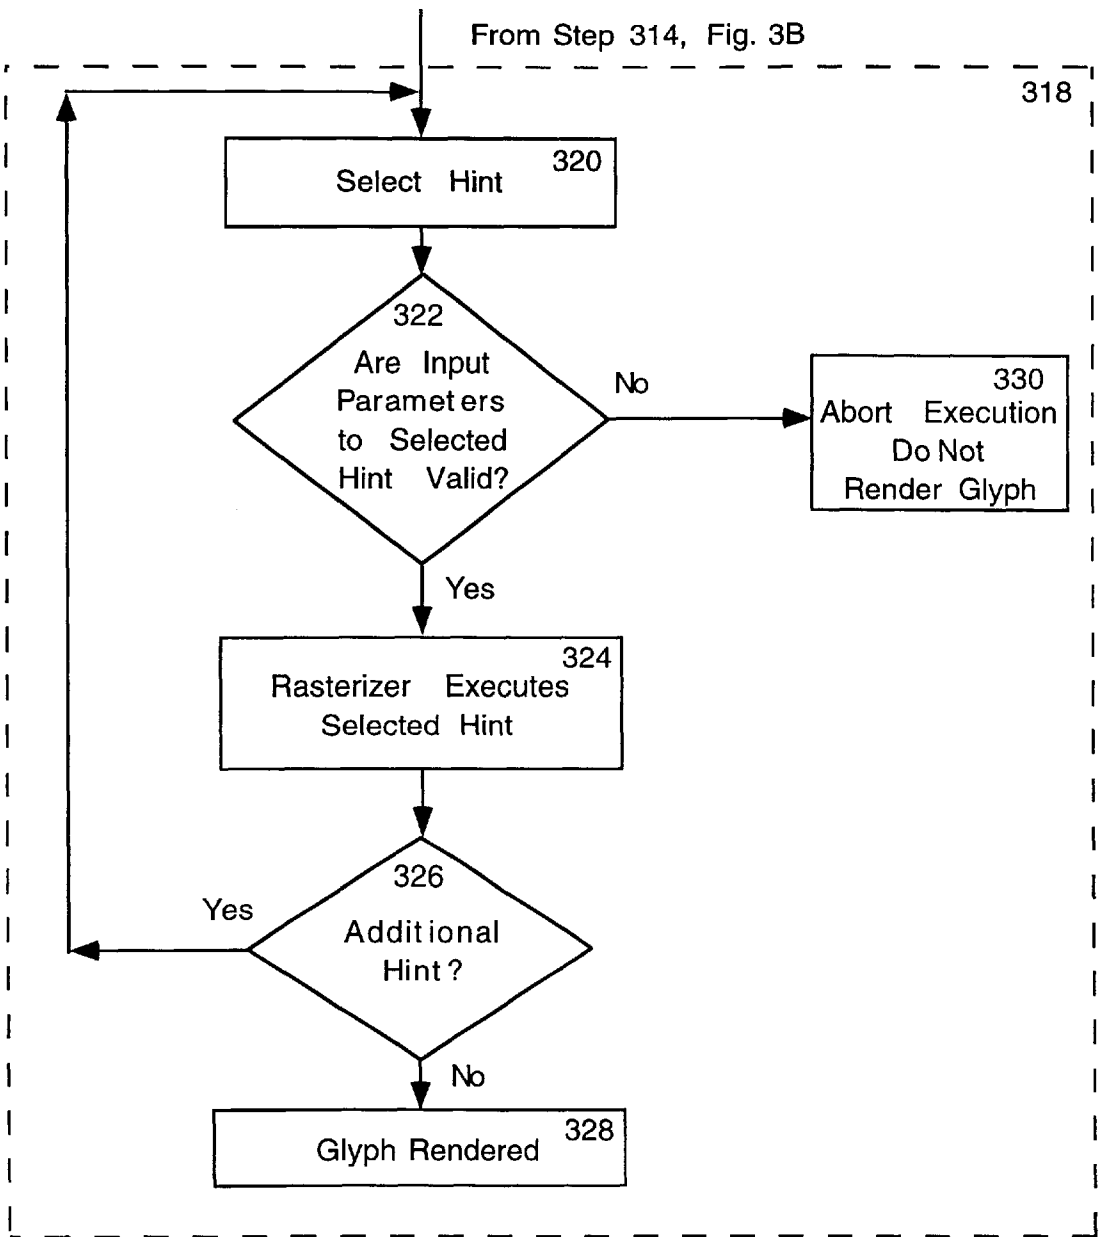 From Step 314, Fig. 3B
318
320
Select Hint
322
Are Input
Parameters
to Selected
Hint Valid?
No
330
Abort Execution
Do Not
Render Glyph
Yes
324
Rasterizer Executes
Selected Hint
326
Yes
Additional
Hint?
No
328
Glyph Rendered